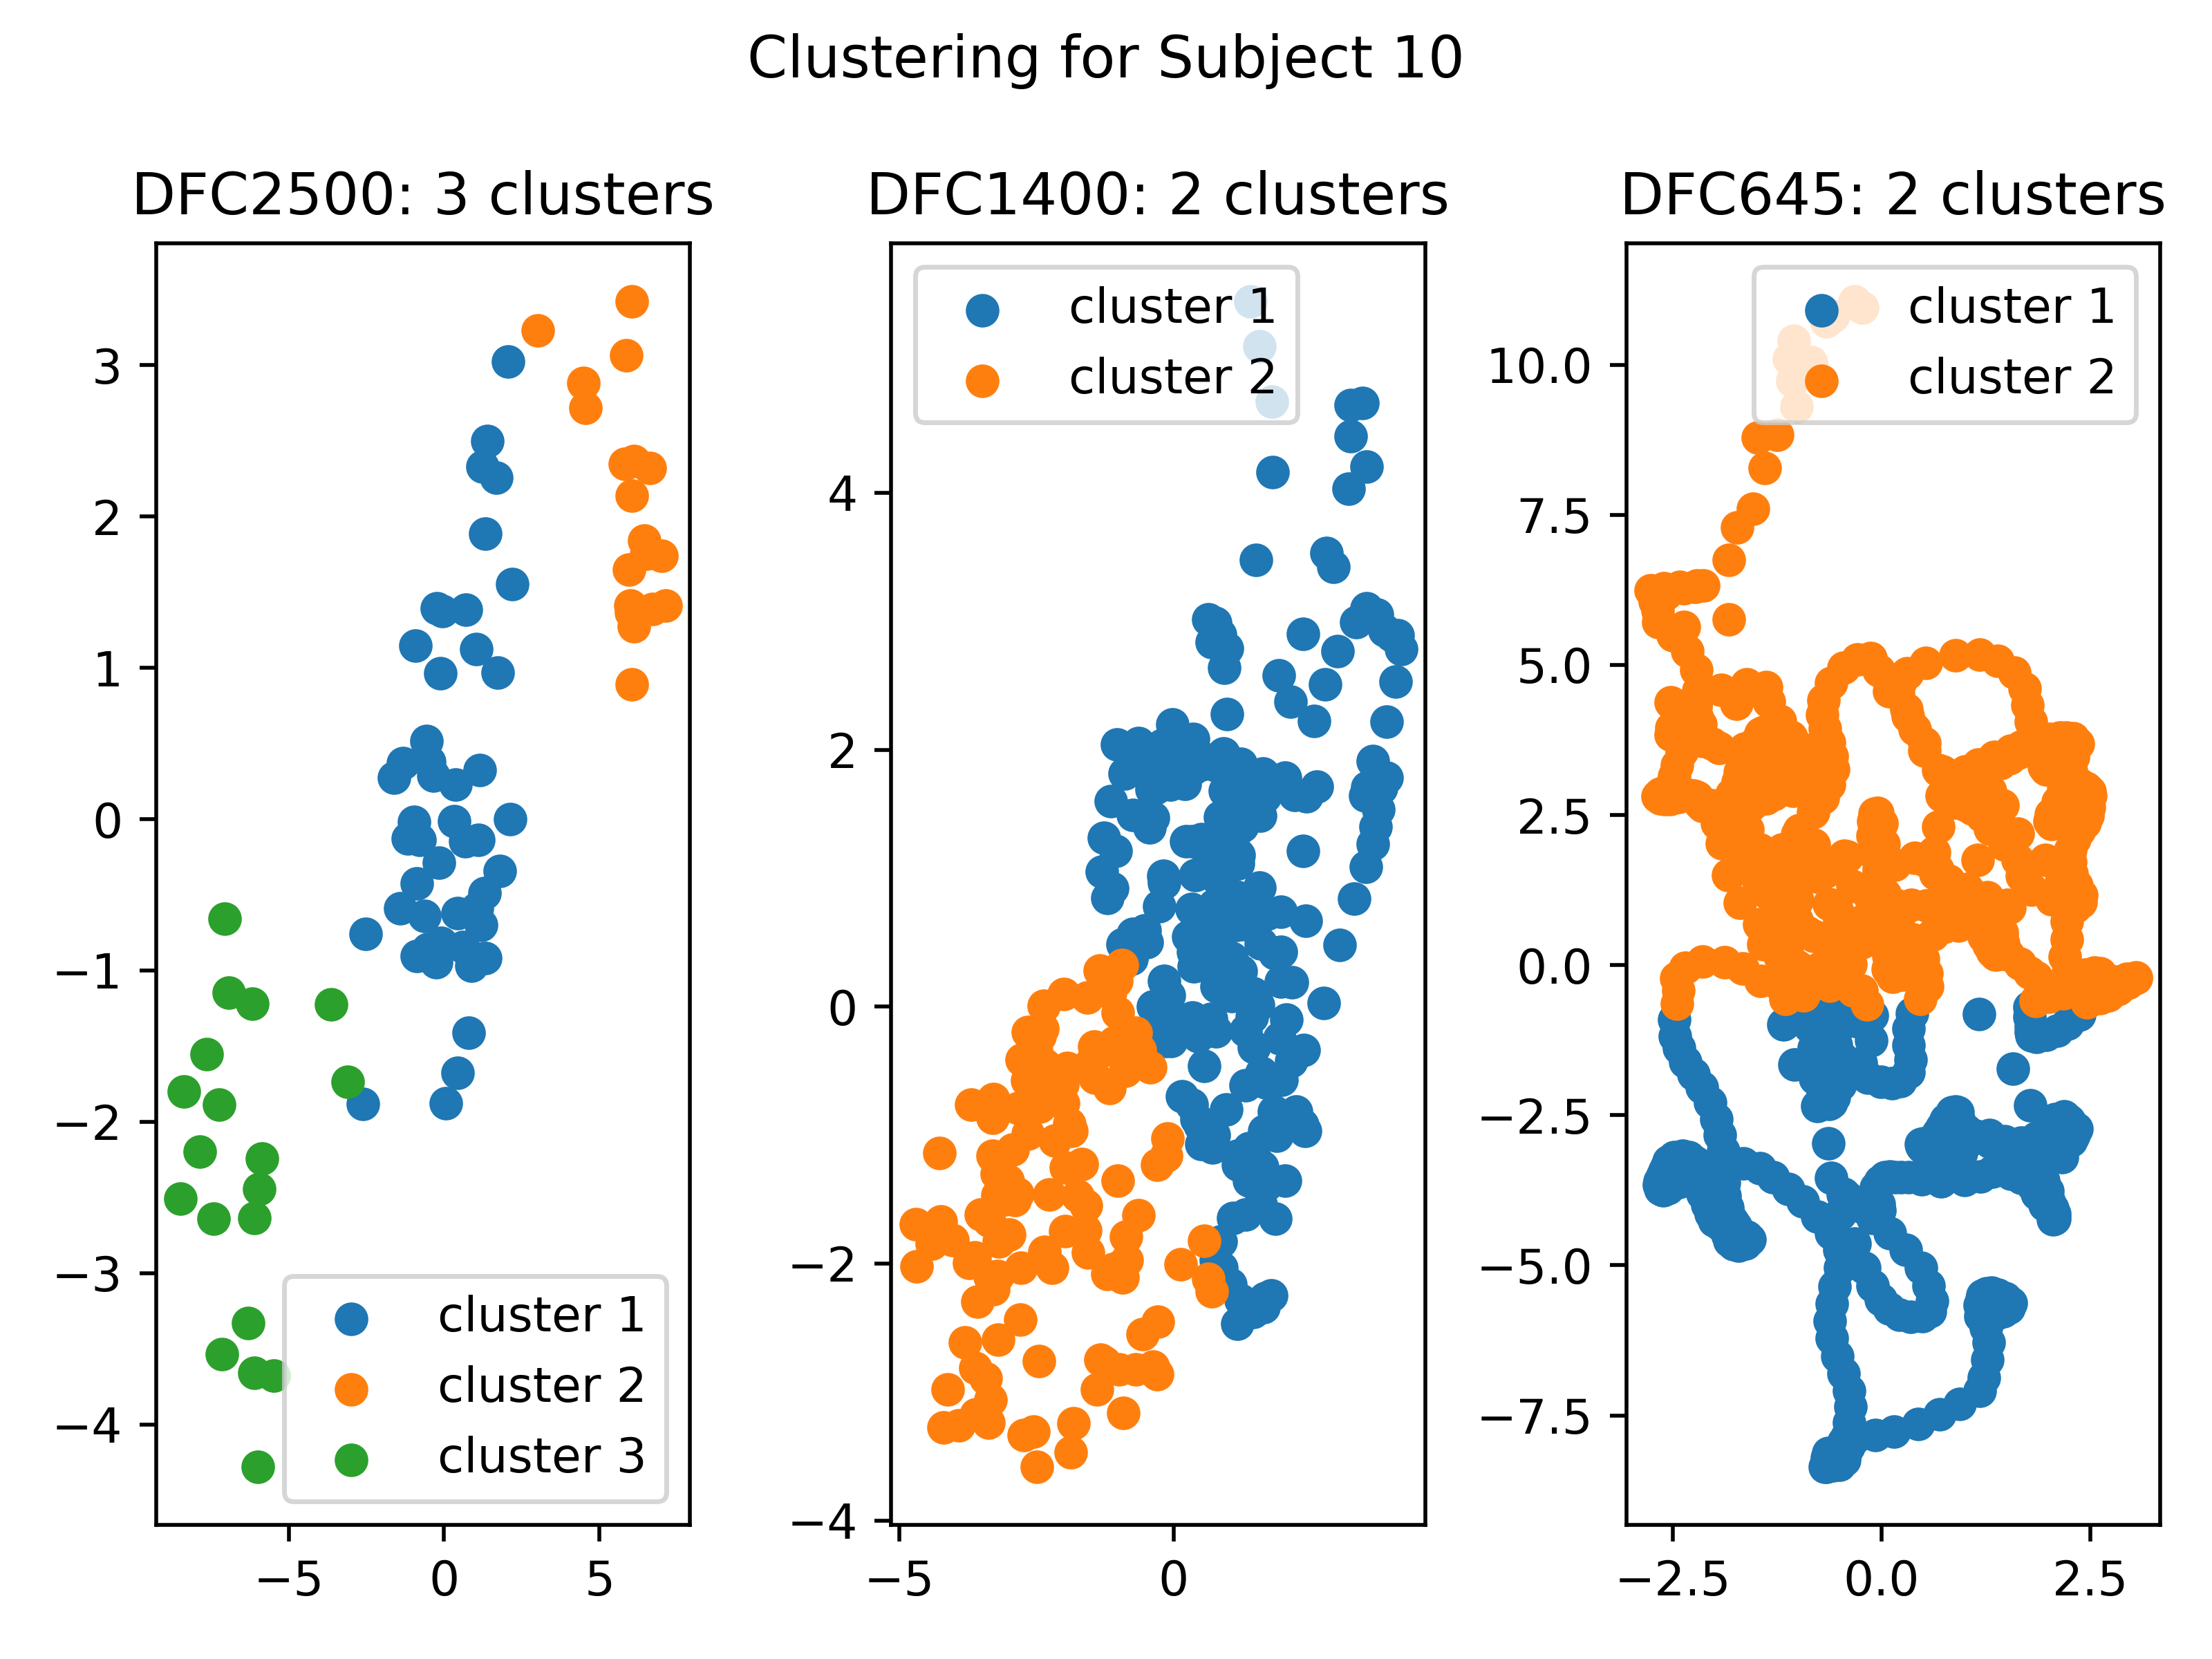 Clustering for Subject 10
DFC2500: 3 clusters
3
2
1
0
−1
−2
−3
−4
−5
0
5
cluster 1
cluster 2
cluster 3
DFC1400: 2 clusters
cluster 1
cluster 2
4
2
0
−2
−4
−5
0
DFC645: 2 clusters
cluster 1
cluster 2
10.0
7.5
5.0
2.5
0.0
−2.5
−5.0
−7.5
−2.5
0.0
2.5